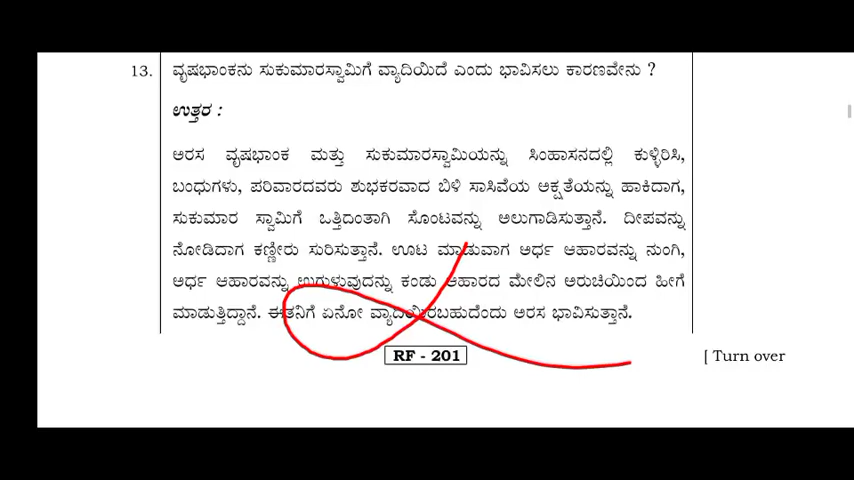 13. ವೃಷಭಾಂಕನು ಸುಕುಮಾರಸ್ವಾಮಿಗೆ ವ್ಯಾದಿಯಿದೆ ಎಂದು ಭಾವಿಸಲು ಕಾರಣವೇನು ?
ಉತ್ತರ :
ಅರಸ ವೃಷಭಾಂಕ ಮತ್ತು ಸುಕುಮಾರಸ್ವಾಮಿಯನ್ನು ಸಿಂಹಾಸನದಲ್ಲಿ ಕುಳ್ಳಿರಿಸಿ,
ಬಂಧುಗಳು, ಪರಿವಾರದವರು ಶುಭಕರವಾದ ಬಿಳಿ ಸಾಸಿವೆಯ ಅಕ್ಷತೆಯನ್ನು ಹಾಕಿದಾಗ,
ಸುಕುಮಾರ ಸ್ವಾಮಿಗೆ ಒತ್ತಿದಂತಾಗಿ ಸೊಂಟವನ್ನು ಅಲುಗಾಡಿಸುತ್ತಾನೆ. ದೀಪವನ್ನು
ನೋಡಿದಾಗ ಕಣ್ಣೀರು ಸುರಿಸುತ್ತಾನೆ. ಊಟ ಮಾಡುವಾಗ ಅರ್ಧ ಆಹಾರವನ್ನು ನುಂಗಿ,
ಅರ್ಧ ಆಹಾರವನ್ನು ಉಗುಳುವುದನ್ನು ಕಂಡು ಆಹಾರದ ಮೇಲಿನ ಅರುಚಿಯಿಂದ ಹೀಗೆ
ಮಾಡುತ್ತಿದ್ದಾನೆ. ಈತನಿಗೆ ಏನೋ ವ್ಯಾದಿಯಿರಬಹುದೆಂದು ಅರಸ ಭಾವಿಸುತ್ತಾನೆ.
RF - 201
[ Turn over